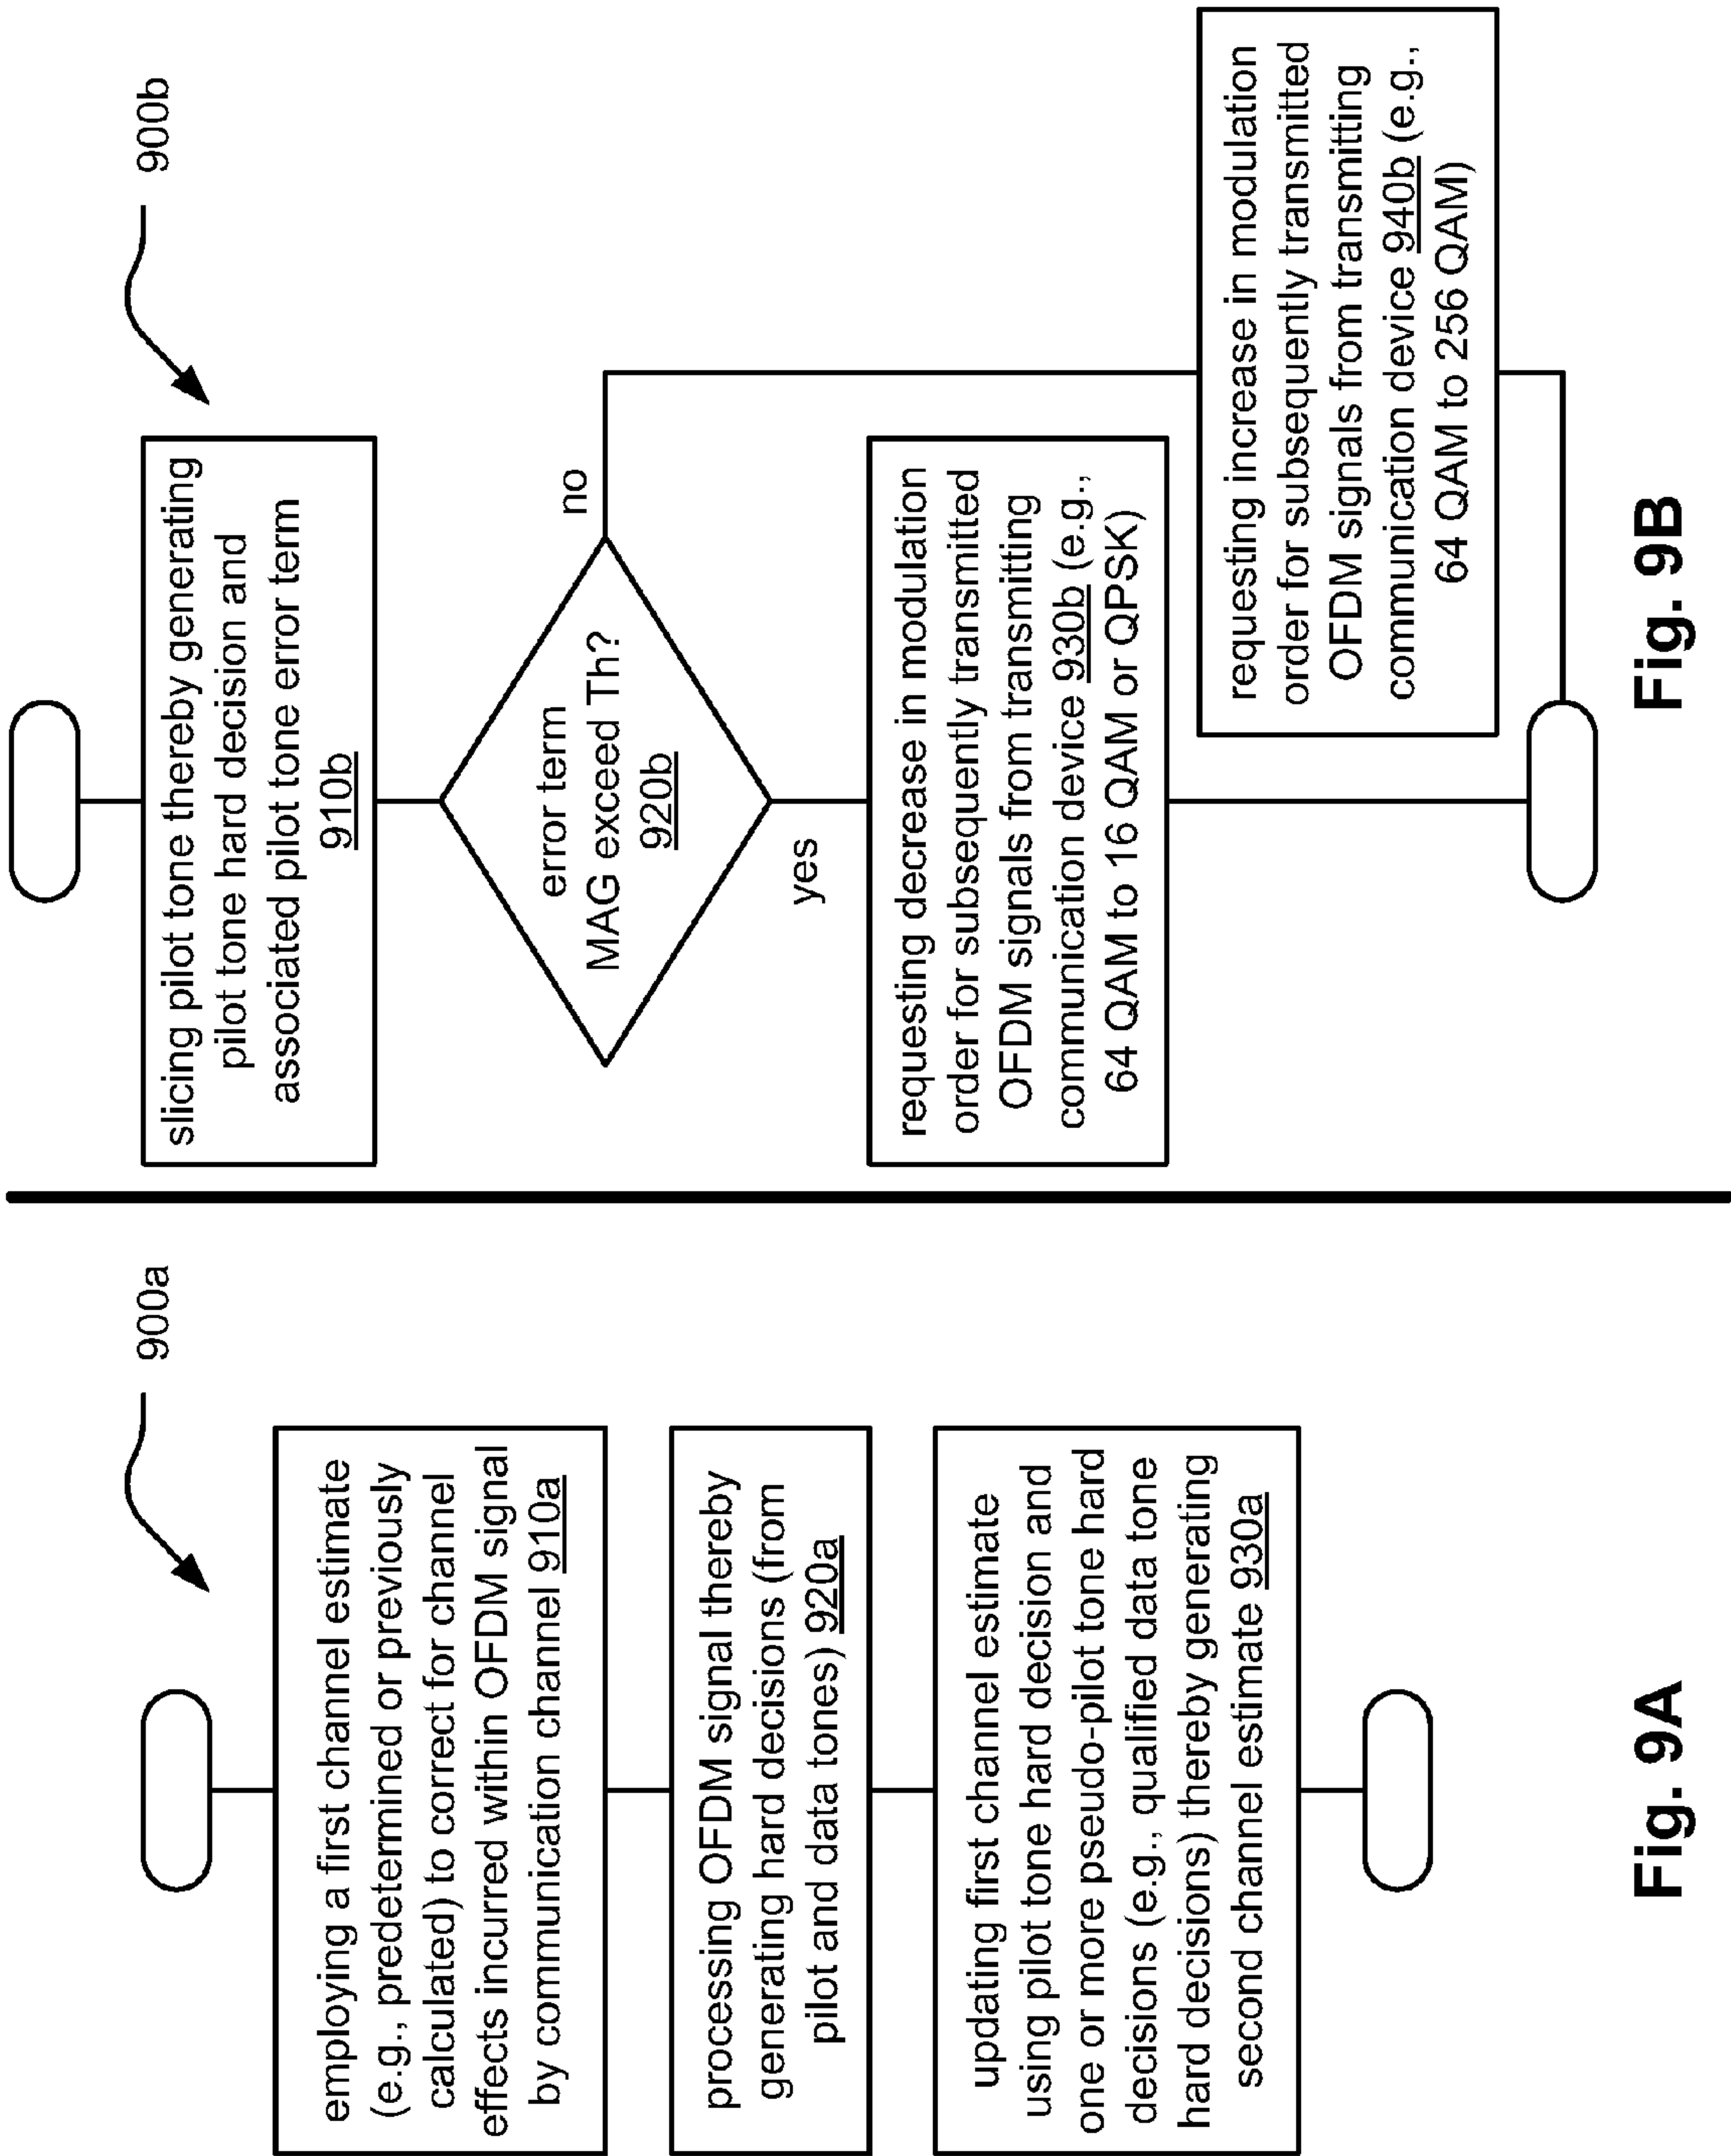 900a
employing a first channel estimate
(e.g., predetermined or previously
calculated) to correct for channel
effects incurred within OFDM signal
by communication channel 910a
processing OFDM signal thereby
generating hard decisions (from
pilot and data tones) 920a
updating first channel estimate
using pilot tone hard decision and
one or more pseudo-pilot tone hard
decisions (e.g., qualified data tone
hard decisions) thereby generating
second channel estimate 930a
Fig. 9A
900b
slicing pilot tone thereby generating
pilot tone hard decision and
associated pilot tone error term
910b
error term
MAG exceed Th?
920b
no
yes
requesting decrease in modulation
order for subsequently transmitted
OFDM signals from transmitting
communication device 930b (e.g.,
64 QAM to 16 QAM or QPSK)
requesting increase in modulation
order for subsequently transmitted
OFDM signals from transmitting
communication device 940b (e.g.,
64 QAM to 256 QAM)
Fig. 9B